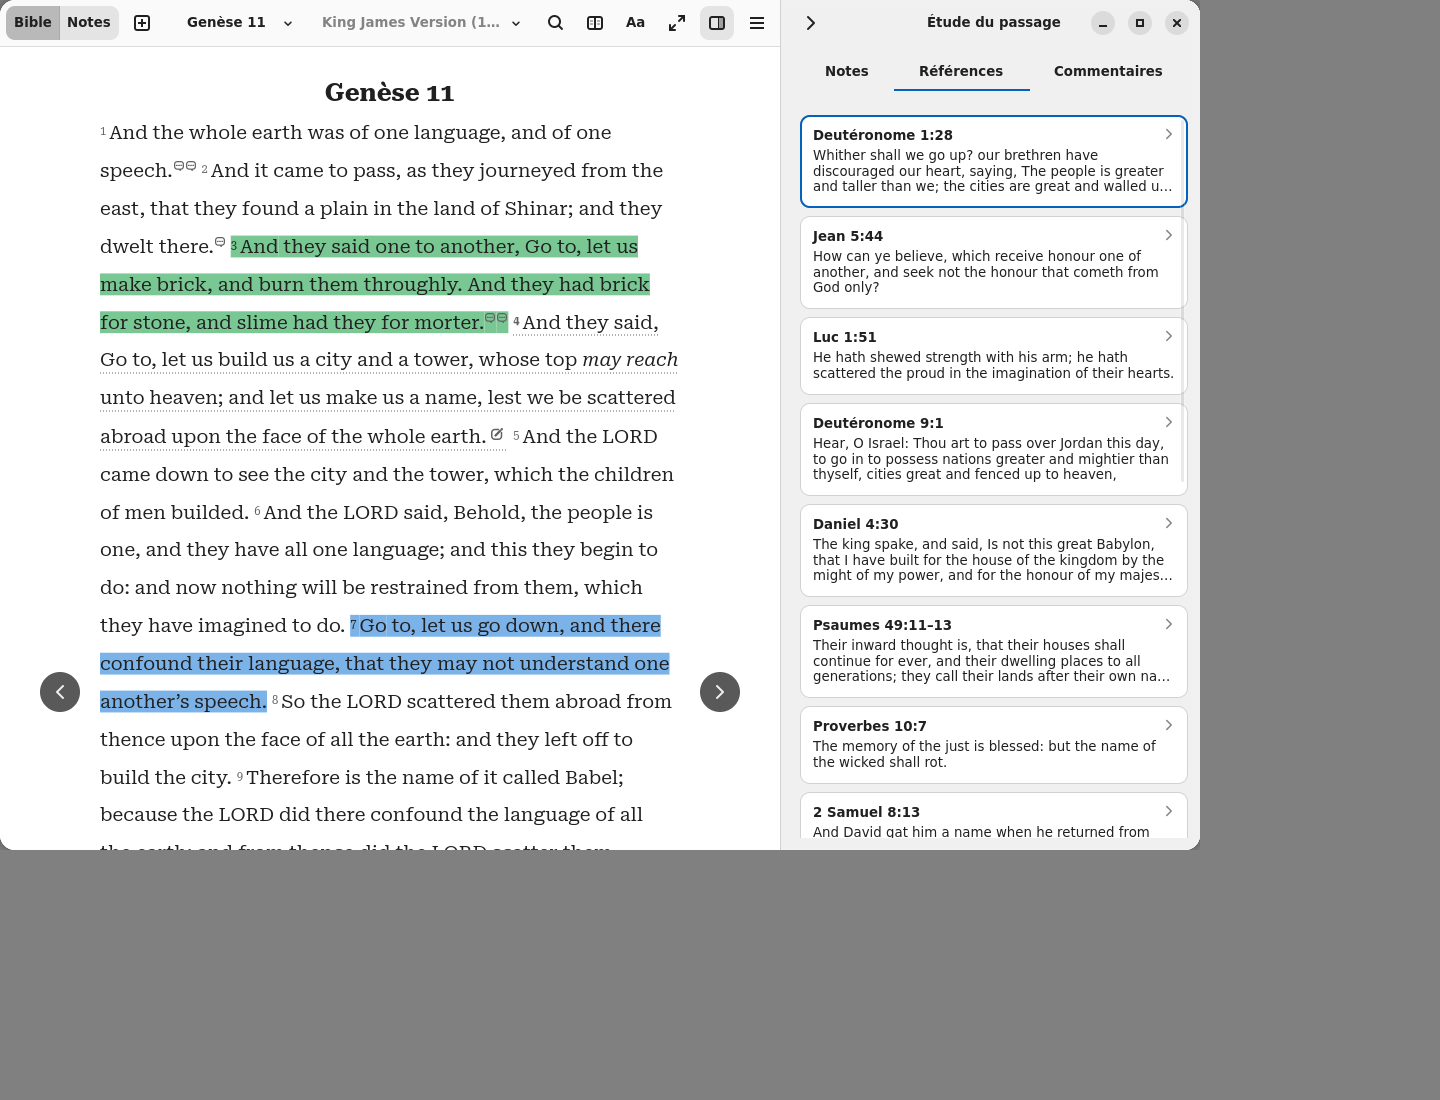 Bible Notes Genèse 11 King James Version (1... Aa
Genèse 11
1 And the whole earth was of one language, and of one
speech. 2 And it came to pass, as they journeyed from the
east, that they found a plain in the land of Shinar; and they
dwelt there. 3 And they said one to another, Go to, let us
make brick, and burn them throughly. And they had brick
for stone, and slime had they for morter. 4 And they said,
Go to, let us build us a city and a tower, whose top may reach
unto heaven; and let us make us a name, lest we be scattered
abroad upon the face of the whole earth. 5 And the LORD
came down to see the city and the tower, which the children
of men builded. 6 And the LORD said, Behold, the people is
one, and they have all one language; and this they begin to
do: and now nothing will be restrained from them, which
they have imagined to do. 7 Go to, let us go down, and there
confound their language, that they may not understand one
another’s speech. 8 So the LORD scattered them abroad from
thence upon the face of all the earth: and they left off to
build the city. 9 Therefore is the name of it called Babel;
because the LORD did there confound the language of all
the earth: and from thence did the LORD scatter them
Étude du passage
Notes Références Commentaires
Deutéronome 1:28
Whither shall we go up? our brethren have
discouraged our heart, saying, The people is greater
and taller than we; the cities are great and walled u…
Jean 5:44
How can ye believe, which receive honour one of
another, and seek not the honour that cometh from
God only?
Luc 1:51
He hath shewed strength with his arm; he hath
scattered the proud in the imagination of their hearts.
Deutéronome 9:1
Hear, O Israel: Thou art to pass over Jordan this day,
to go in to possess nations greater and mightier than
thyself, cities great and fenced up to heaven,
Daniel 4:30
The king spake, and said, Is not this great Babylon,
that I have built for the house of the kingdom by the
might of my power, and for the honour of my majes…
Psaumes 49:11–13
Their inward thought is, that their houses shall
continue for ever, and their dwelling places to all
generations; they call their lands after their own na…
Proverbes 10:7
The memory of the just is blessed: but the name of
the wicked shall rot.
2 Samuel 8:13
And David gat him a name when he returned from